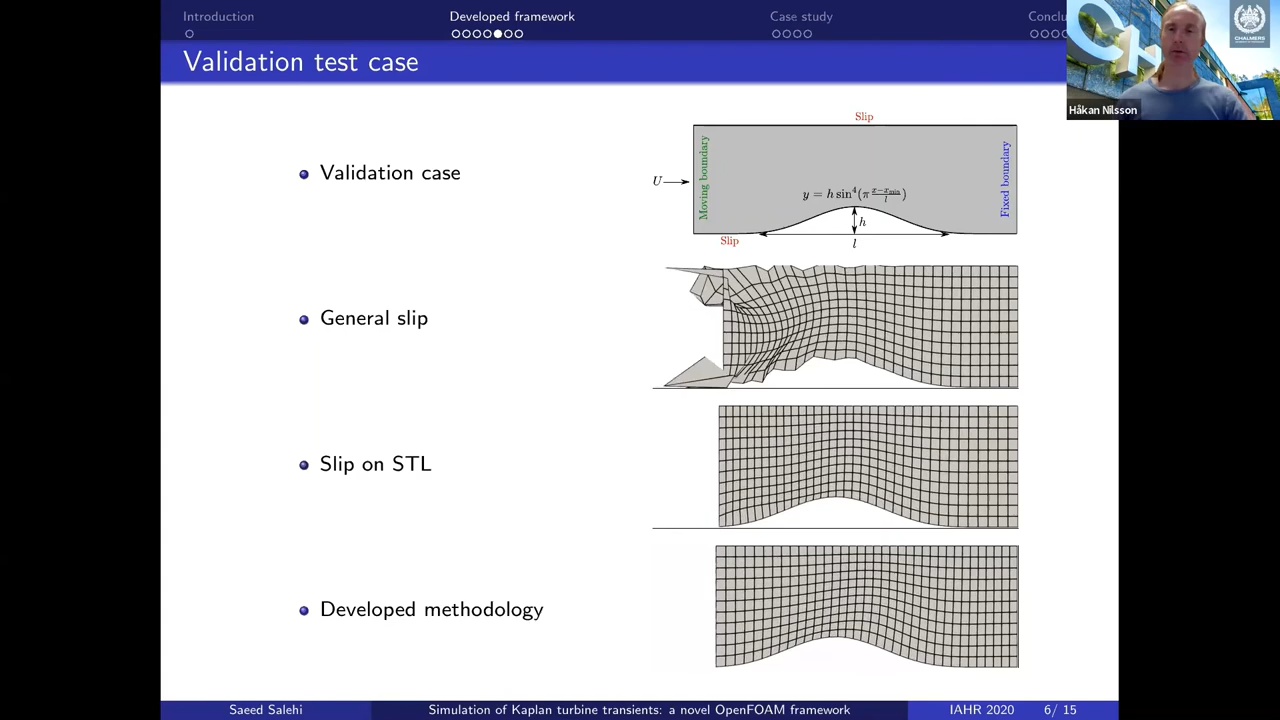 Introduction
Developed framework
Case study
Conclu
Validation test case
CHALMERS
Håkan Nilsson
Validation case
General slip
Slip on STL
Developed methodology
Slip
Moving boundary
Fixed boundary
U
y = h sin⁴(π (x−x_min)/l)
h
l
Slip
Saeed Salehi
Simulation of Kaplan turbine transients: a novel OpenFOAM framework
IAHR 2020
6/ 15